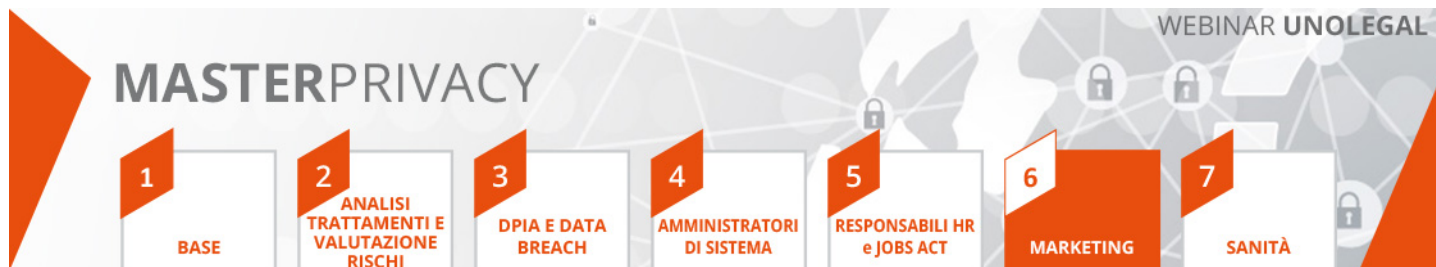 WEBINAR UNOLEGAL
MASTERPRIVACY
1
BASE
2
ANALISI
TRATTAMENTI E
VALUTAZIONE
RISCHI
3
DPIA E DATA
BREACH
4
AMMINISTRATORI
DI SISTEMA
5
RESPONSABILI HR
e JOBS ACT
6
MARKETING
7
SANITÀ